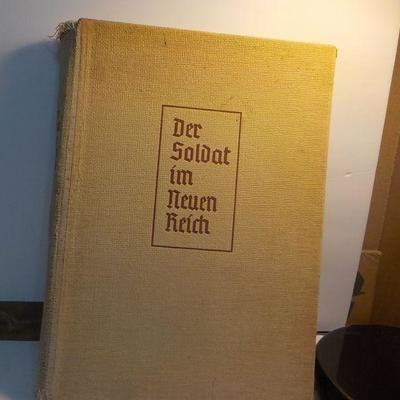 Der
Soldat
im
Neuen
Reich